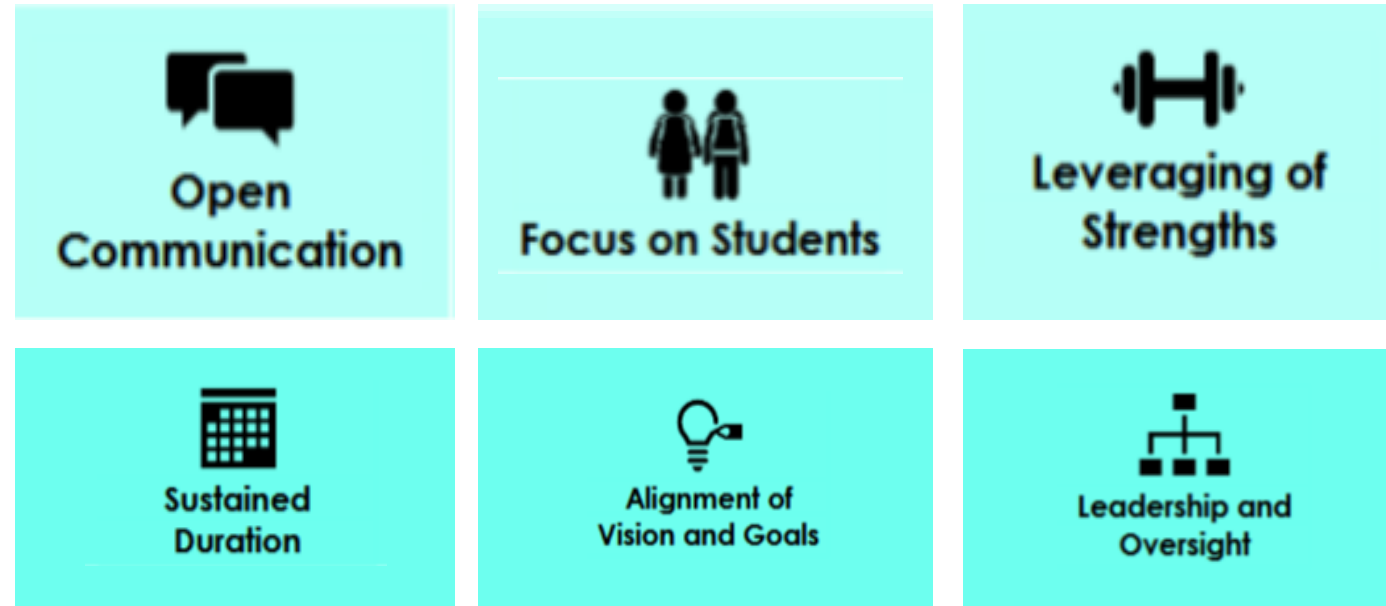 Open
Communication
Focus on Students
Leveraging of
Strengths
Sustained
Duration
Alignment of
Vision and Goals
Leadership and
Oversight